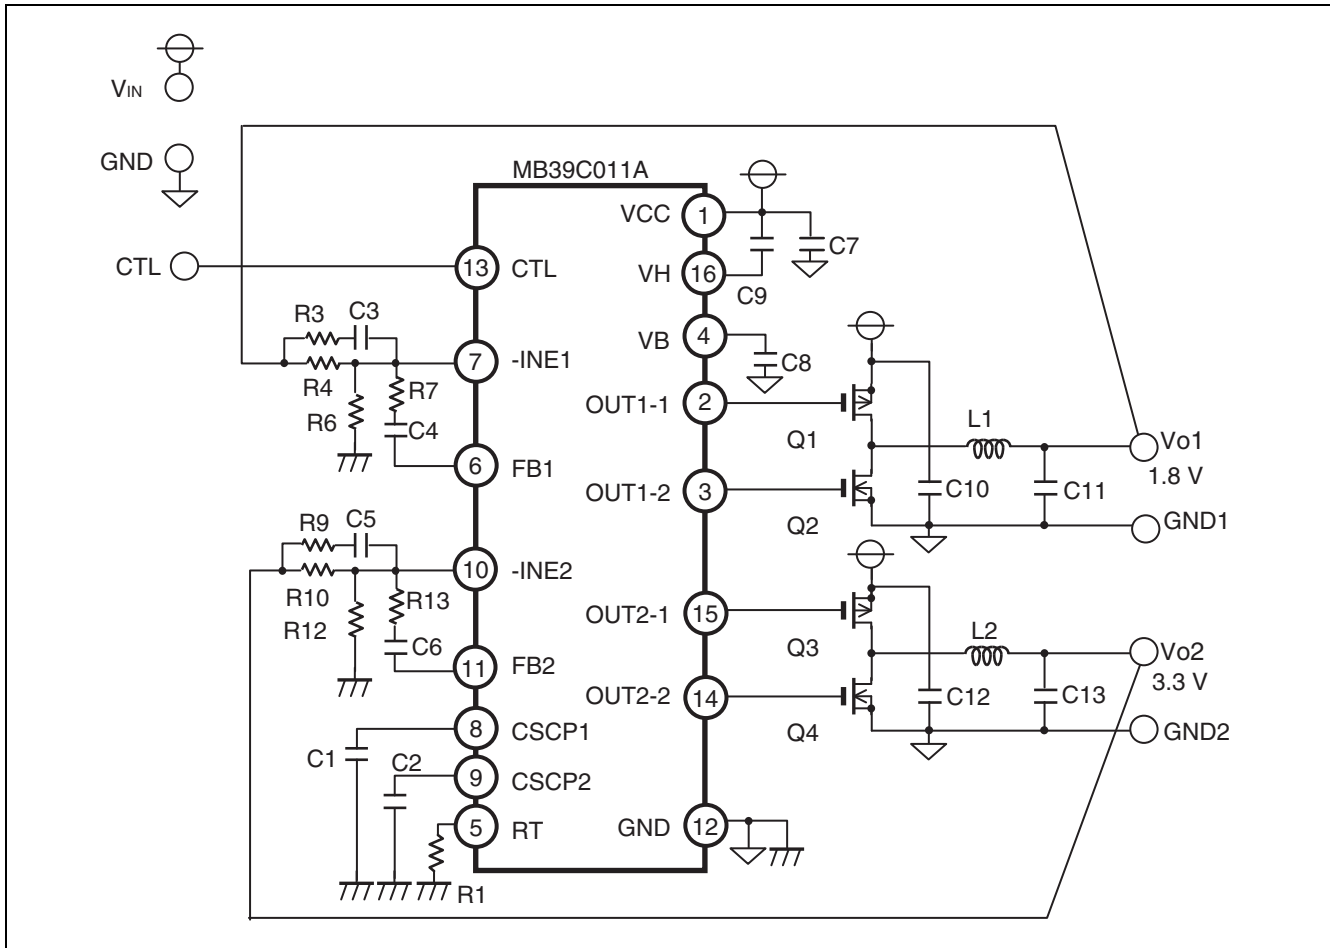 VIN
GND
CTL
MB39C011A
VCC
1
C7
13
CTL
VH
16
C9
R3
C3
VB
4
C8
7
-INE1
R4
R7
OUT1-1
2
R6
C4
Q1
L1
Vo1
1.8 V
6
FB1
OUT1-2
3
C10
C11
Q2
GND1
R9
C5
10
-INE2
R10
R13
OUT2-1
15
R12
C6
Q3
L2
Vo2
3.3 V
11
FB2
OUT2-2
14
C12
C13
Q4
GND2
8
CSCP1
C1
C2
9
CSCP2
5
RT
GND
12
R1